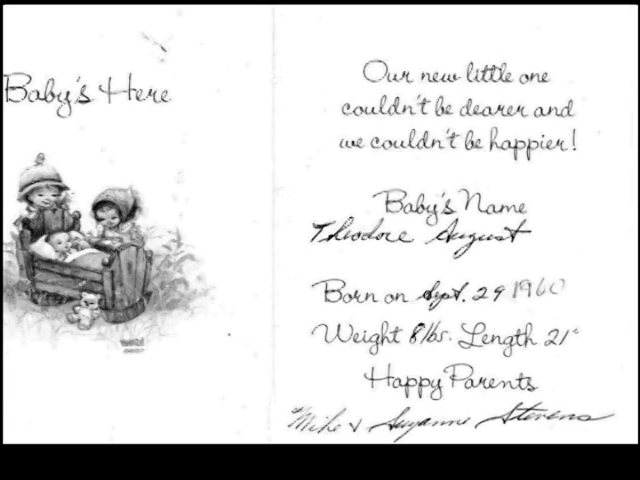 Baby's Here
Our new little one
couldn't be dearer and
we couldn't be happier!
Baby's Name
Theodore August
Born on Sept. 29 1960
Weight 8 lbs. Length 21"
Happy Parents
Mike & Suzanne Stevens